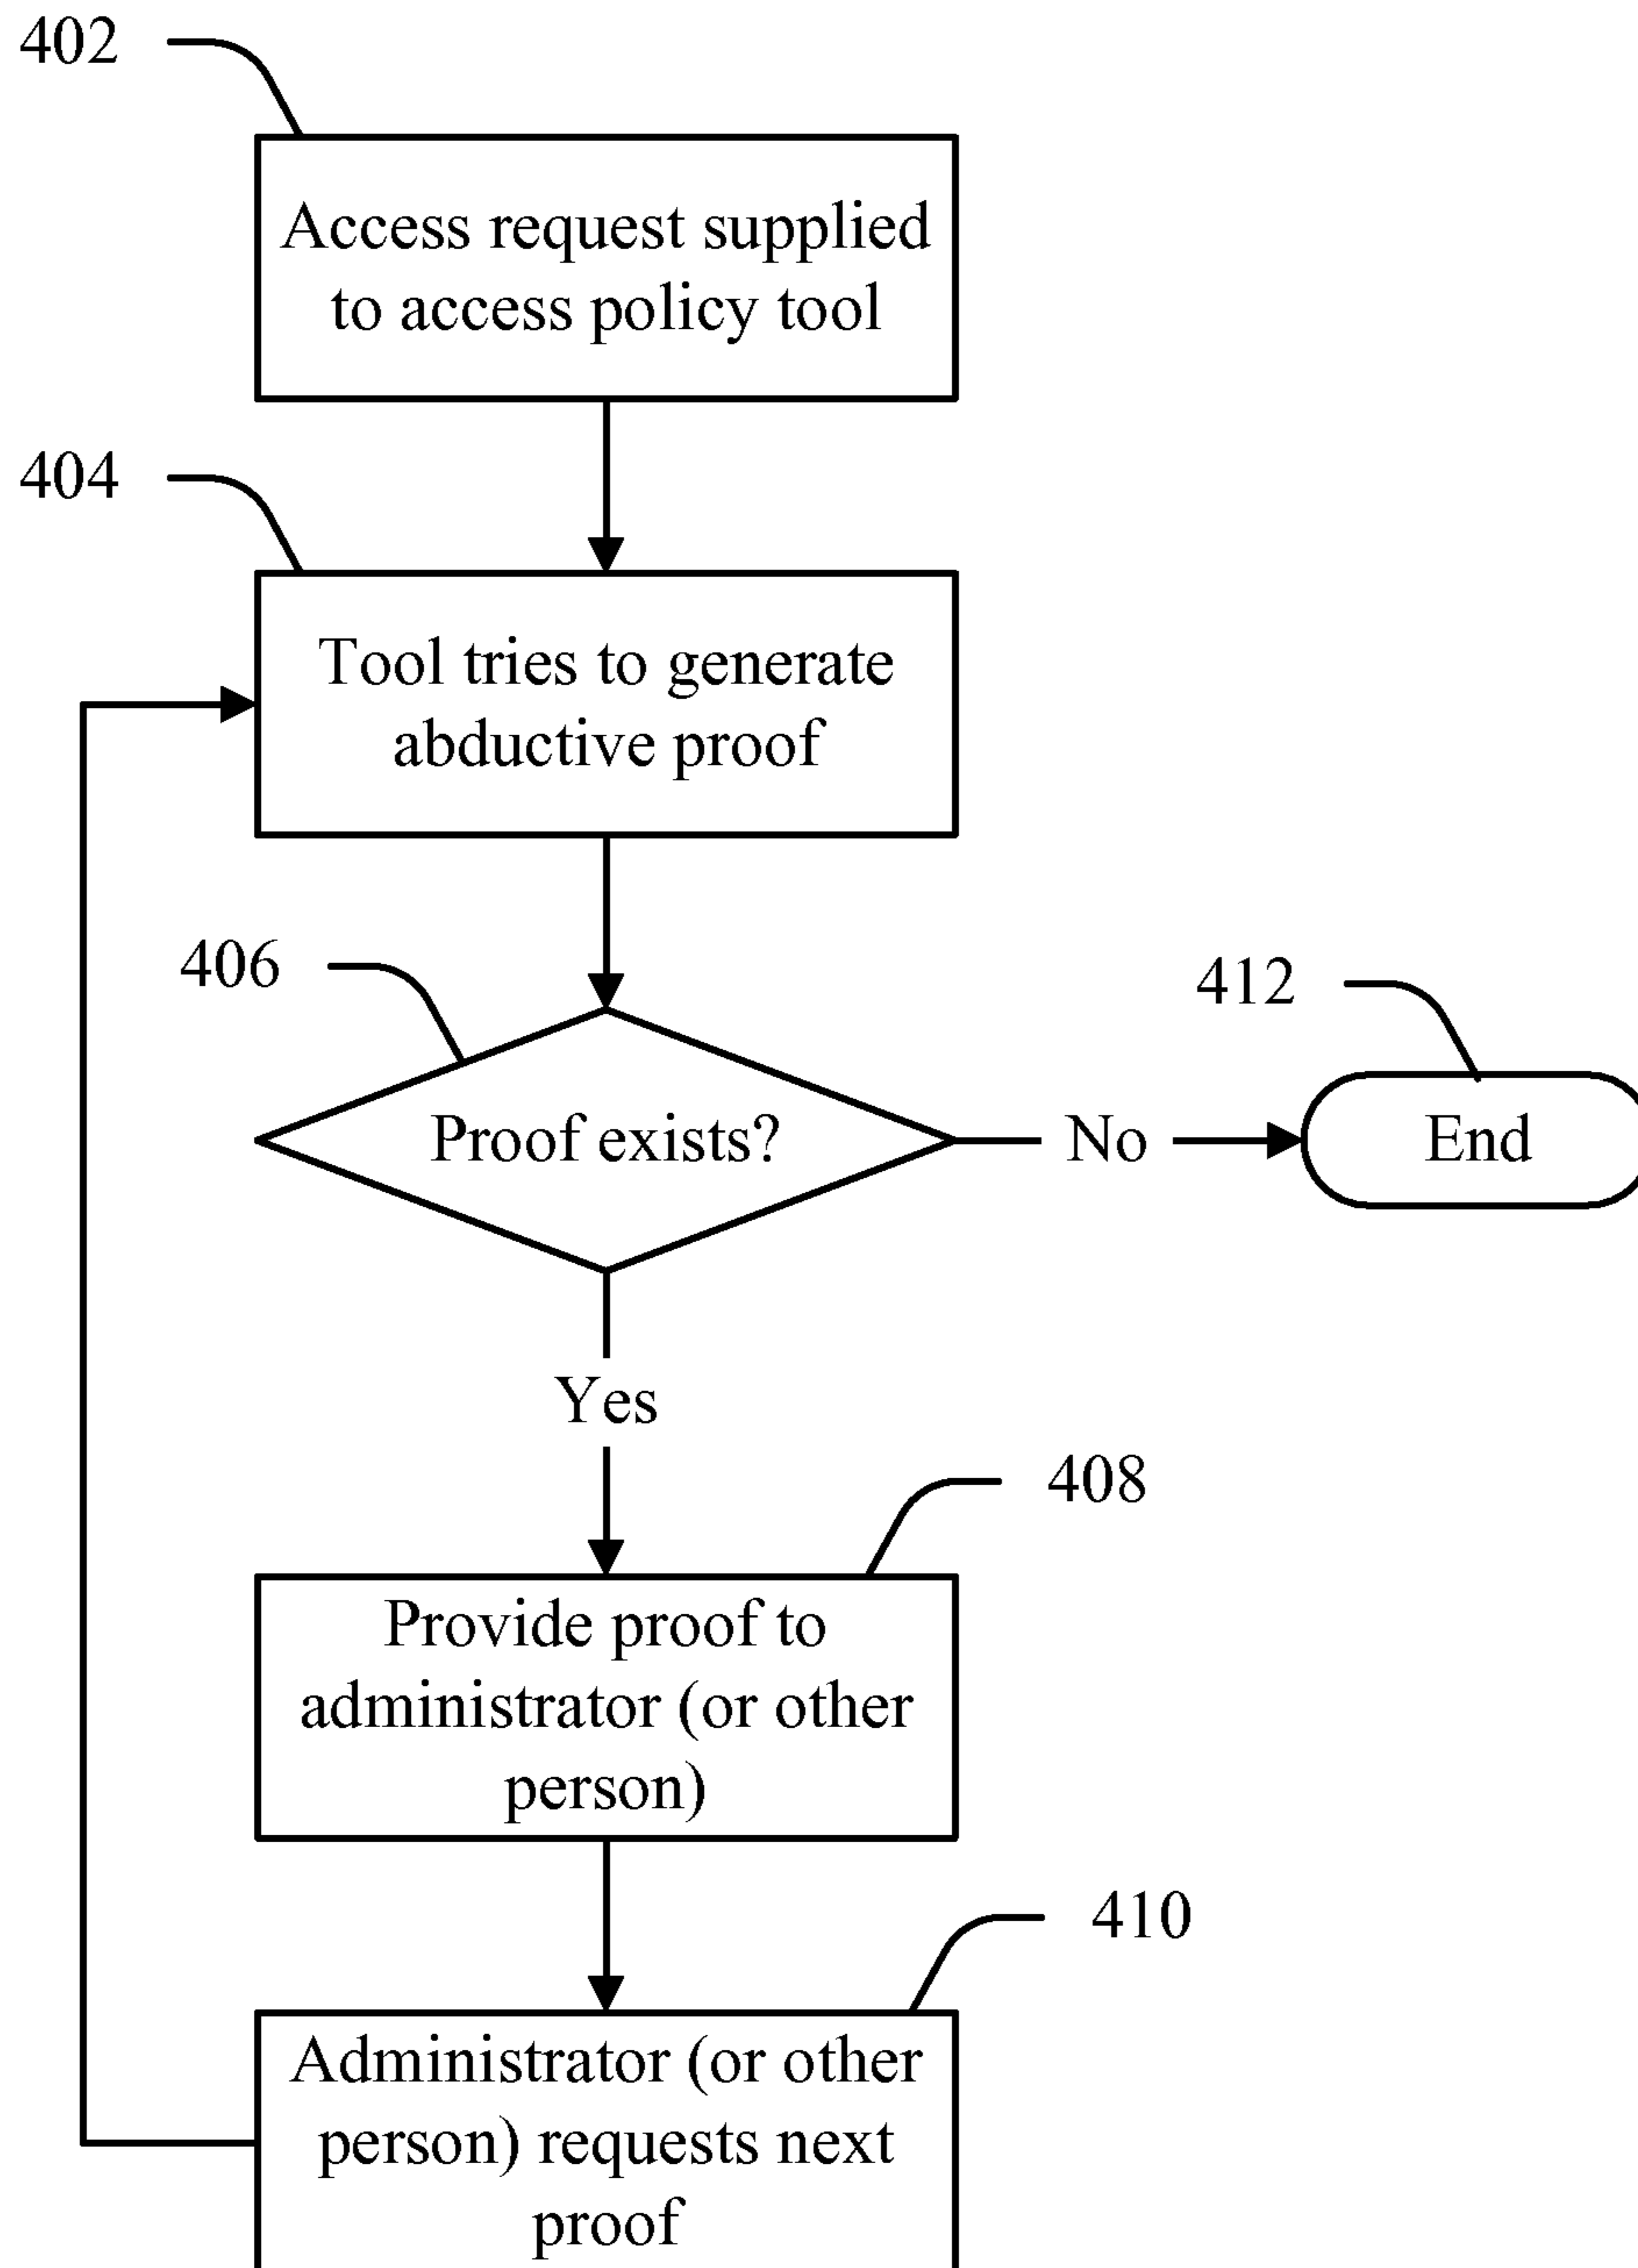 402
Access request supplied
to access policy tool
404
Tool tries to generate
abductive proof
406
412
Proof exists?
No
End
Yes
408
Provide proof to
administrator (or other
person)
410
Administrator (or other
person) requests next
proof